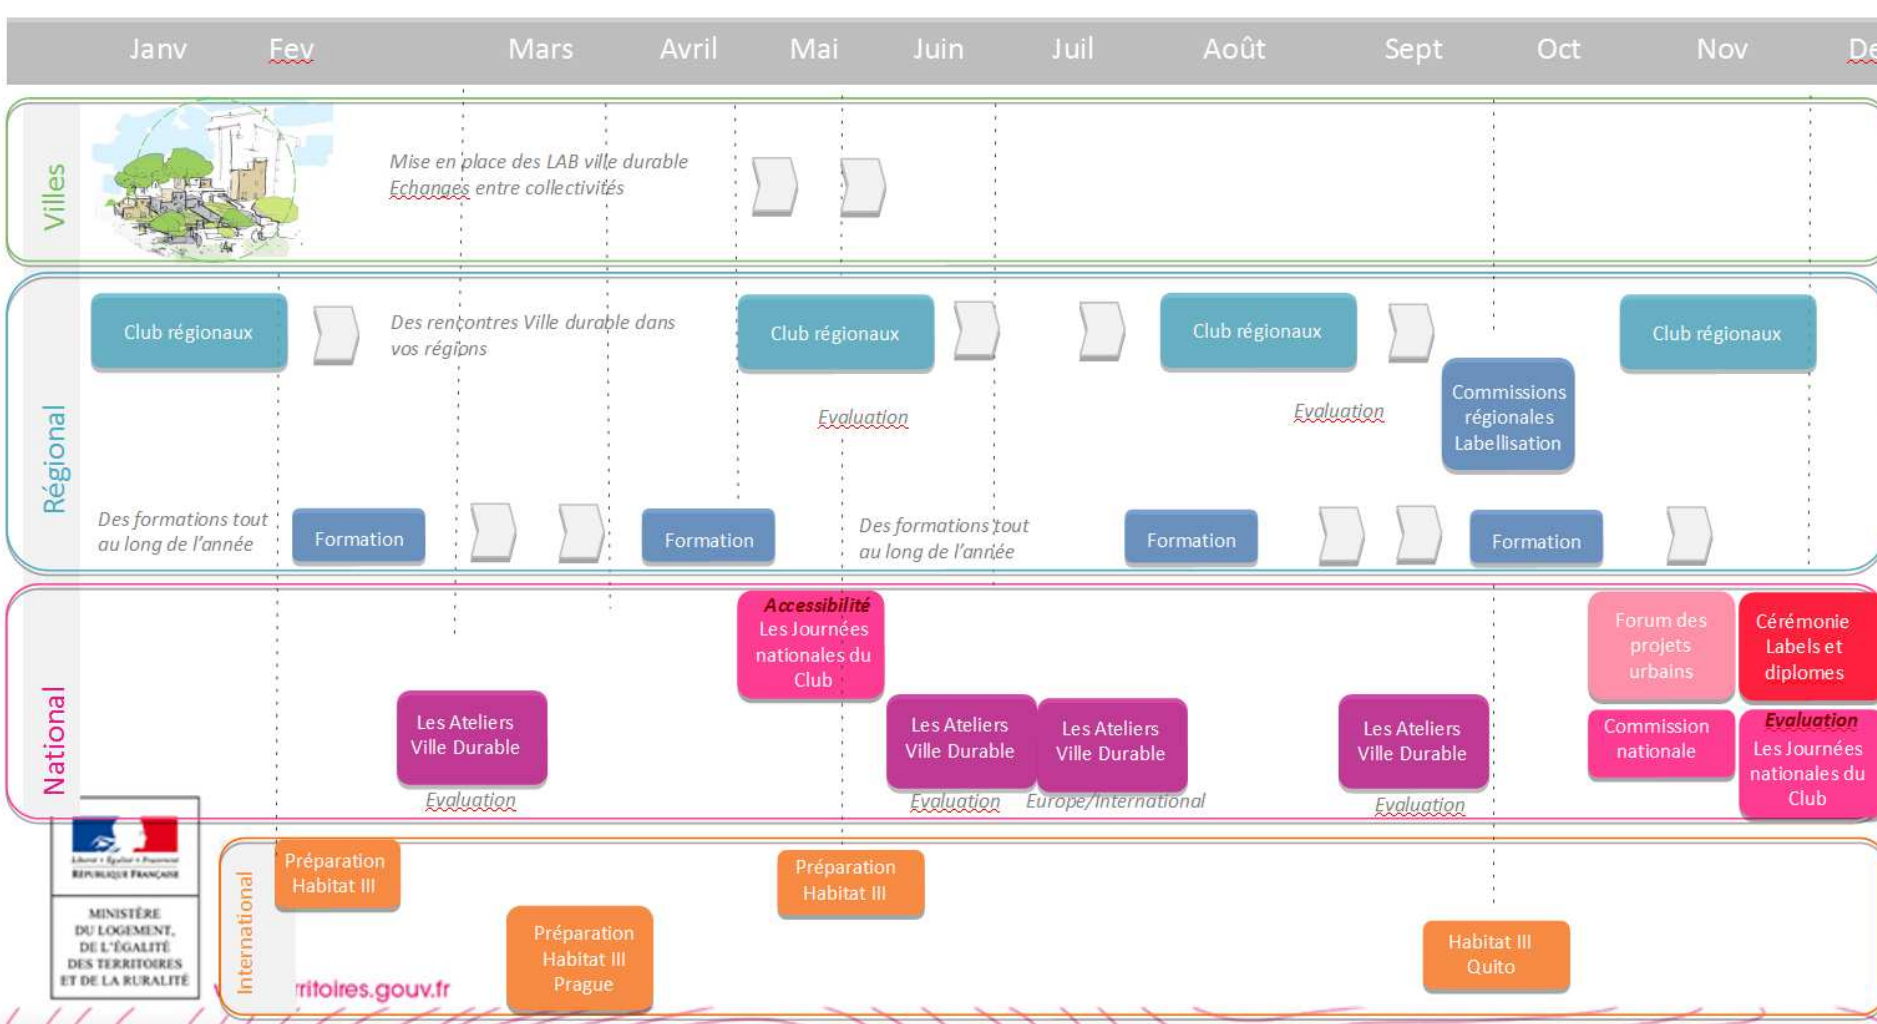 Janv Fev Mars Avril Mai Juin Juil Août Sept Oct Nov De
Villes
Mise en place des LAB ville durable
Echanges entre collectivités
Régional
Club régionaux
Des rencontres Ville durable dans
vos régions
Club régionaux
Club régionaux
Club régionaux
Evaluation
Evaluation
Commissions
régionales
Labellisation
Des formations tout
au long de l'année
Formation
Formation
Des formations tout
au long de l'année
Formation
Formation
National
Accessibilité
Les Journées
nationales du
Club
Forum des
projets
urbains
Cérémonie
Labels et
diplomes
Les Ateliers
Ville Durable
Evaluation
Les Ateliers
Ville Durable
Evaluation
Les Ateliers
Ville Durable
Europe/International
Les Ateliers
Ville Durable
Evaluation
Commission
nationale
Evaluation
Les Journées
nationales du
Club
Liberté • Égalité • Fraternité
RÉPUBLIQUE FRANÇAISE
MINISTÈRE
DU LOGEMENT,
DE L'ÉGALITÉ
DES TERRITOIRES
ET DE LA RURALITÉ
rritoires.gouv.fr
International
Préparation
Habitat III
Préparation
Habitat III
Prague
Préparation
Habitat III
Habitat III
Quito